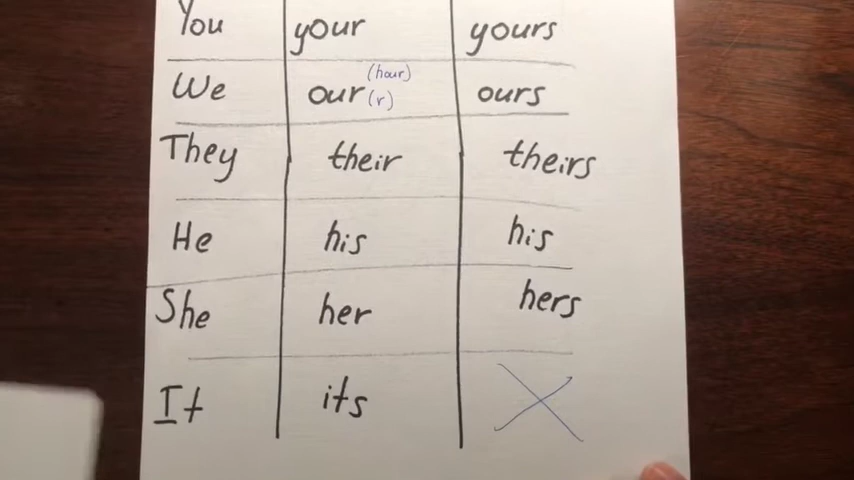 You your yours
We our (hour) (r) ours
They their theirs
He his his
She her hers
It its